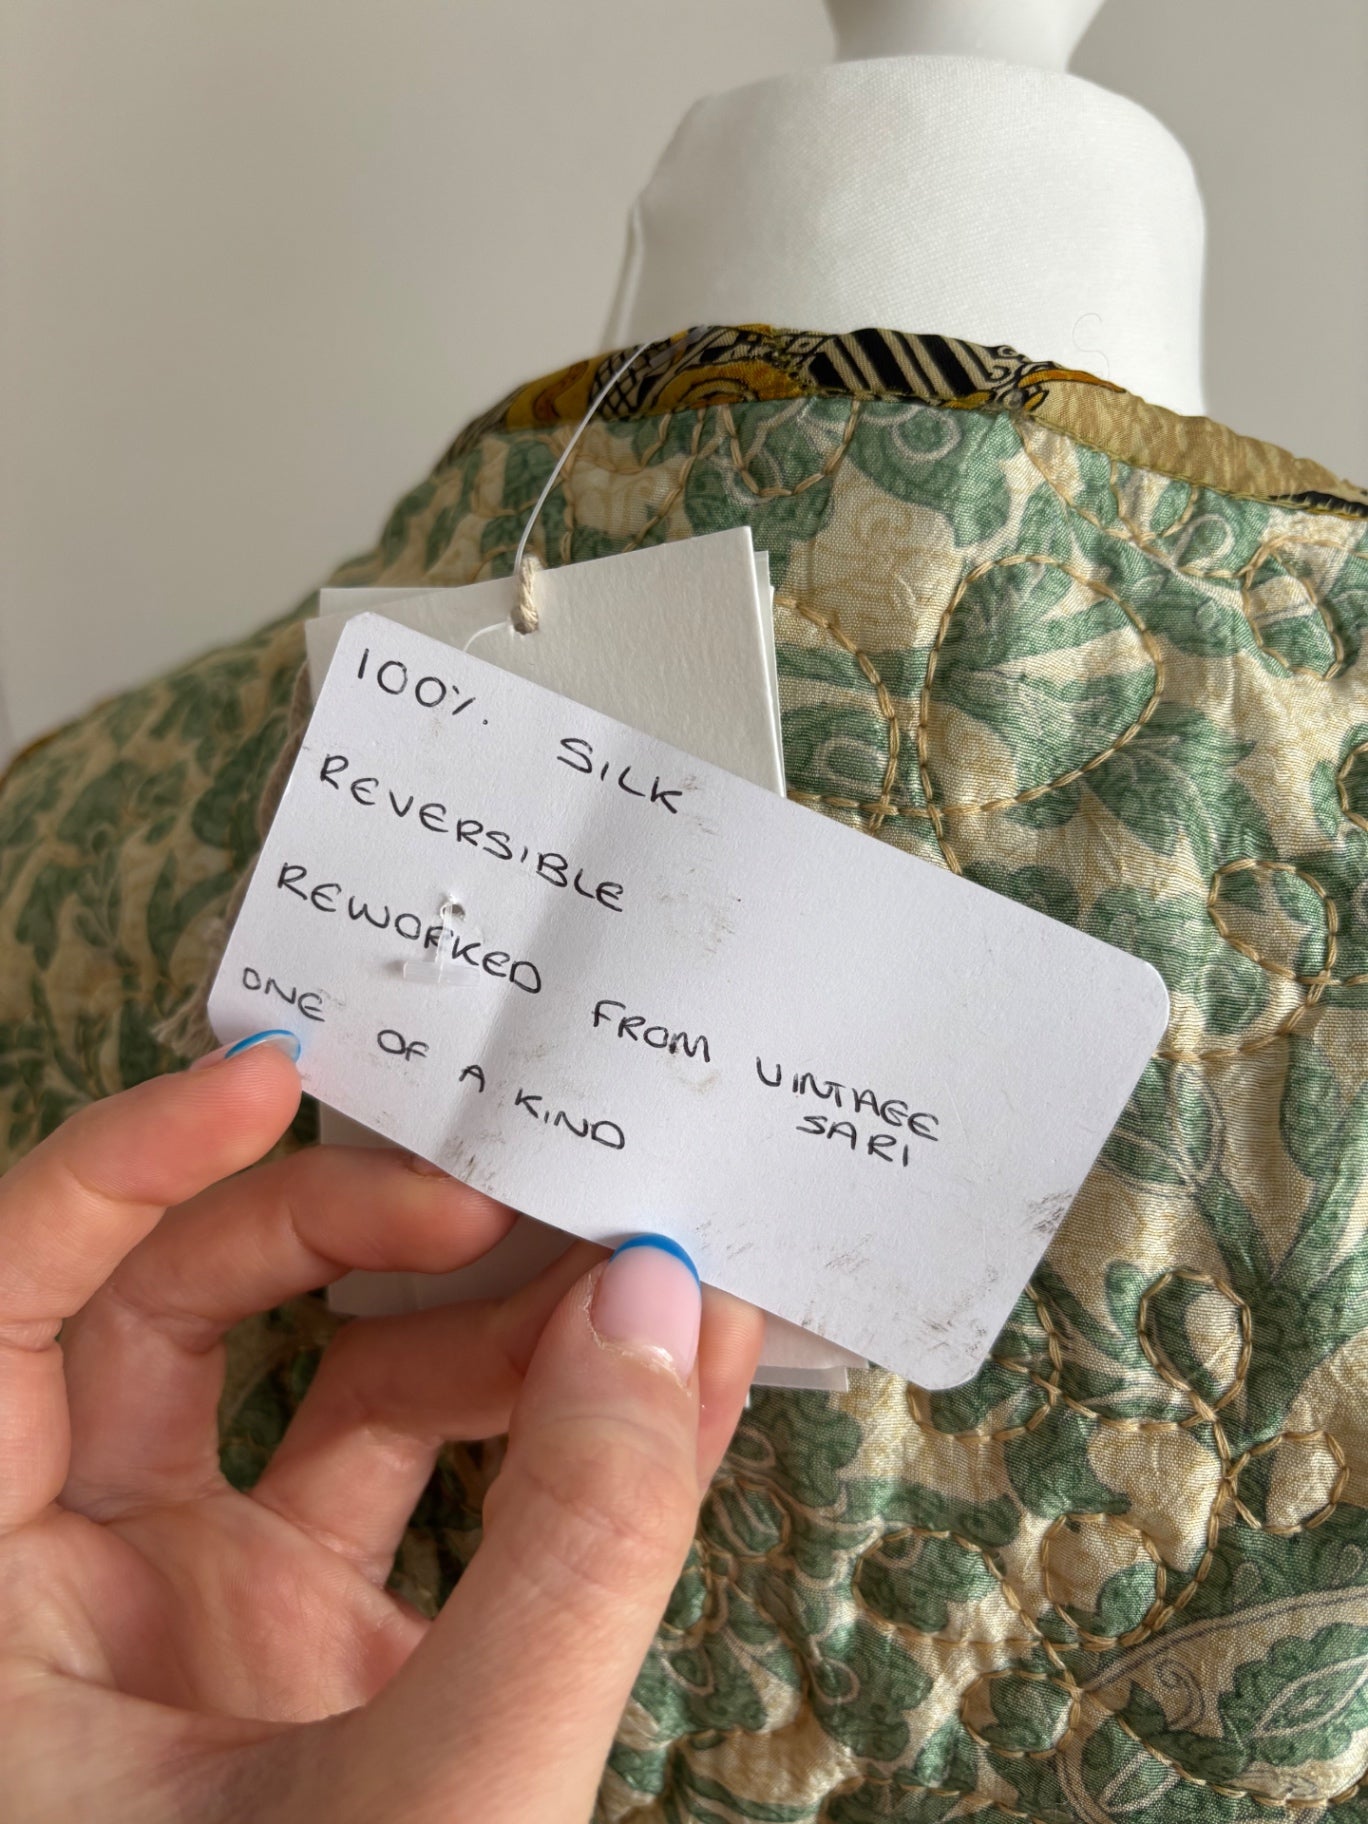 100% SILK
REVERSIBLE
REWORKED FROM VINTAGE
SARI
ONE OF A KIND